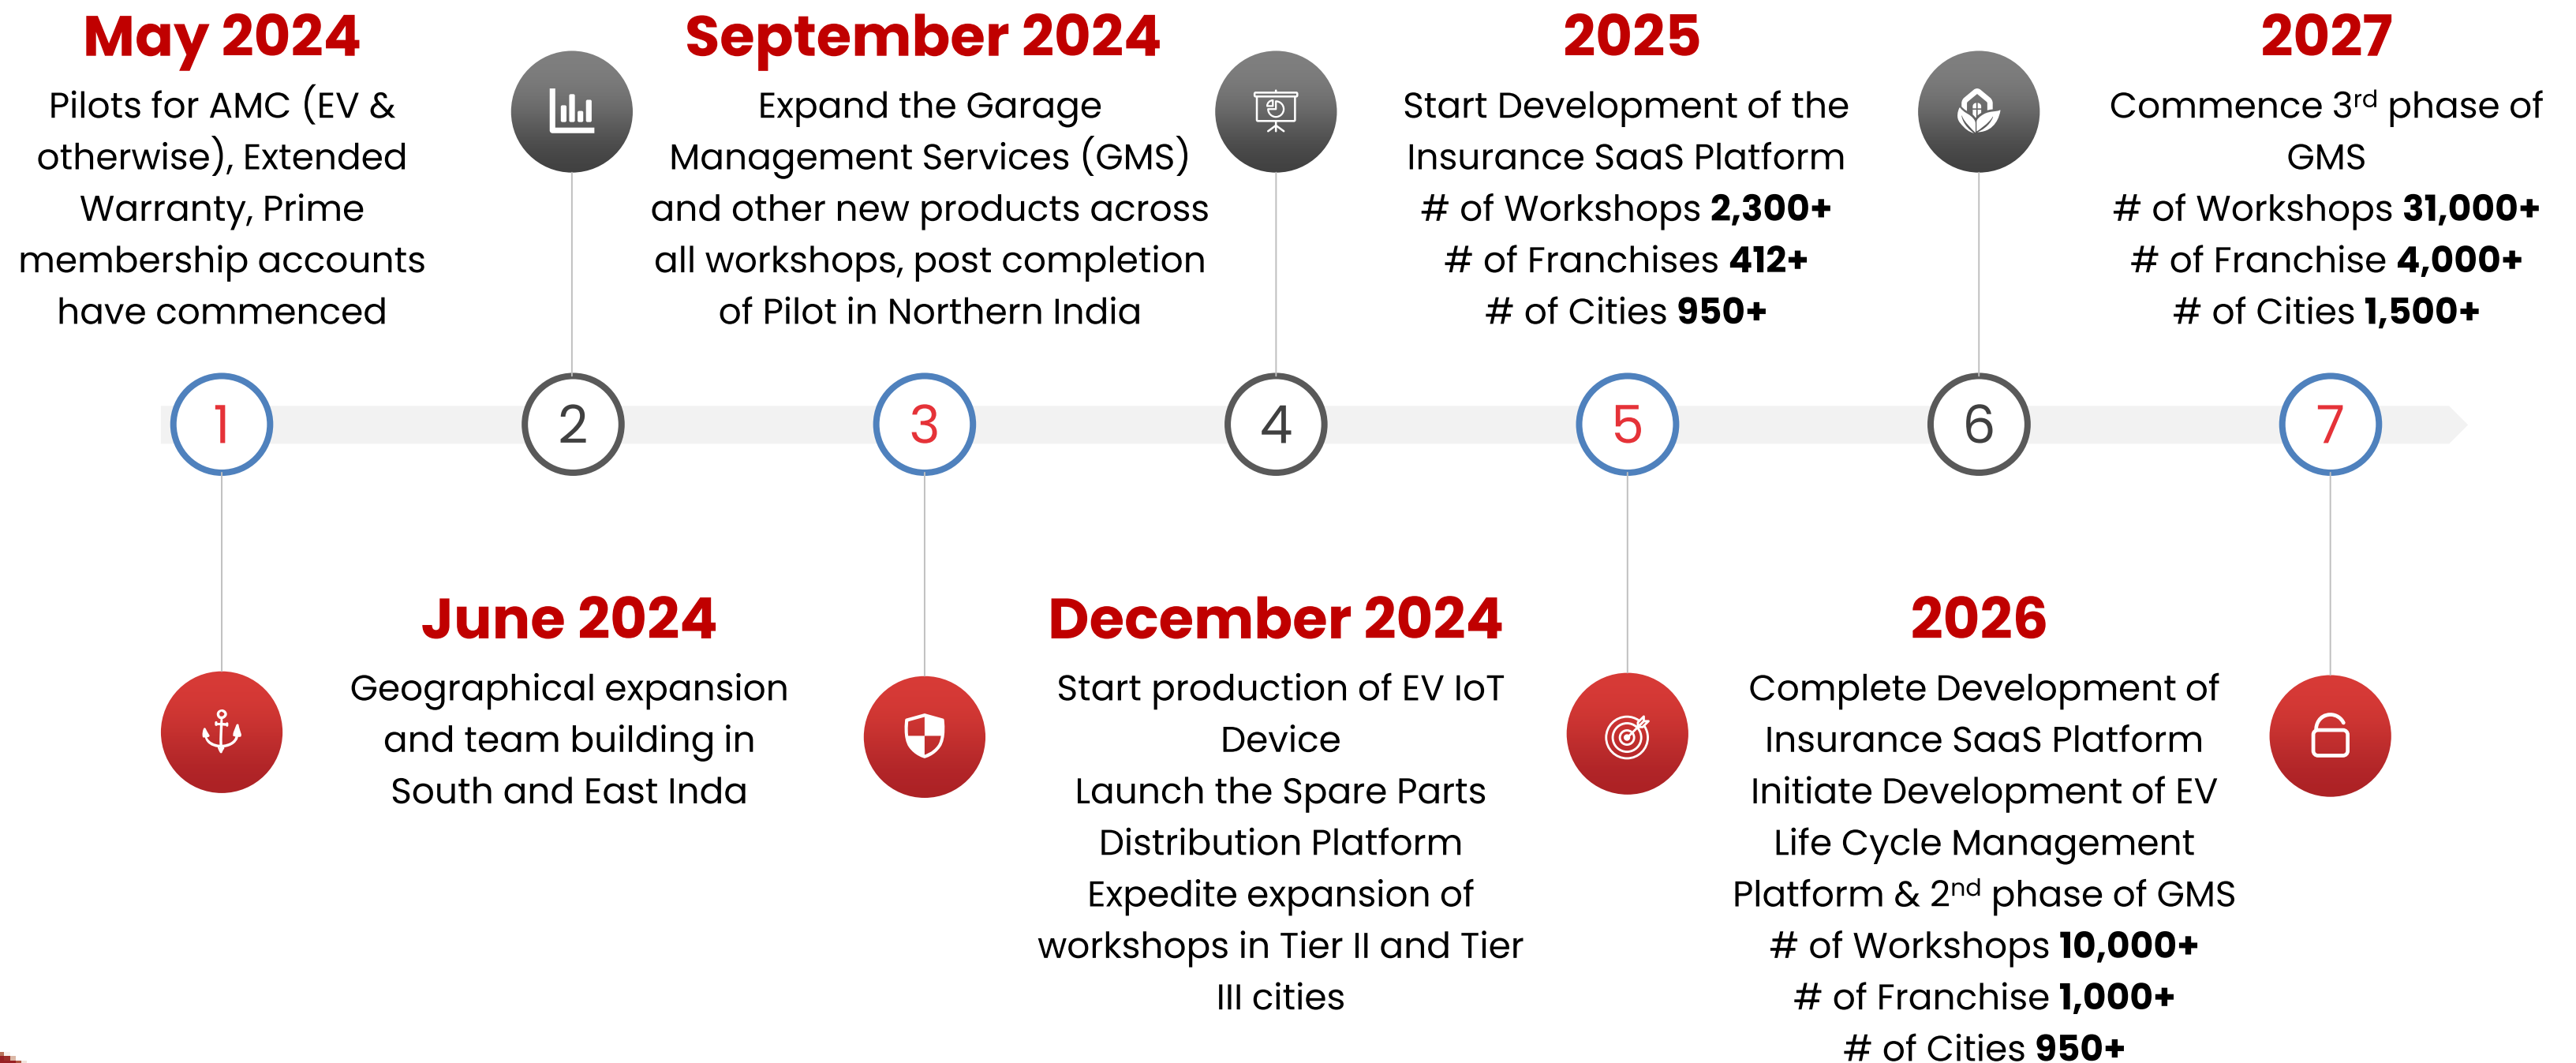 May 2024
Pilots for AMC (EV &
otherwise), Extended
Warranty, Prime
membership accounts
have commenced
September 2024
Expand the Garage
Management Services (GMS)
and other new products across
all workshops, post completion
of Pilot in Northern India
2025
Start Development of the
Insurance SaaS Platform
# of Workshops 2,300+
# of Franchises 412+
# of Cities 950+
2027
Commence 3rd phase of
GMS
# of Workshops 31,000+
# of Franchise 4,000+
# of Cities 1,500+
1
2
3
4
5
6
7
June 2024
Geographical expansion
and team building in
South and East Inda
December 2024
Start production of EV IoT
Device
Launch the Spare Parts
Distribution Platform
Expedite expansion of
workshops in Tier II and Tier
III cities
2026
Complete Development of
Insurance SaaS Platform
Initiate Development of EV
Life Cycle Management
Platform & 2nd phase of GMS
# of Workshops 10,000+
# of Franchise 1,000+
# of Cities 950+